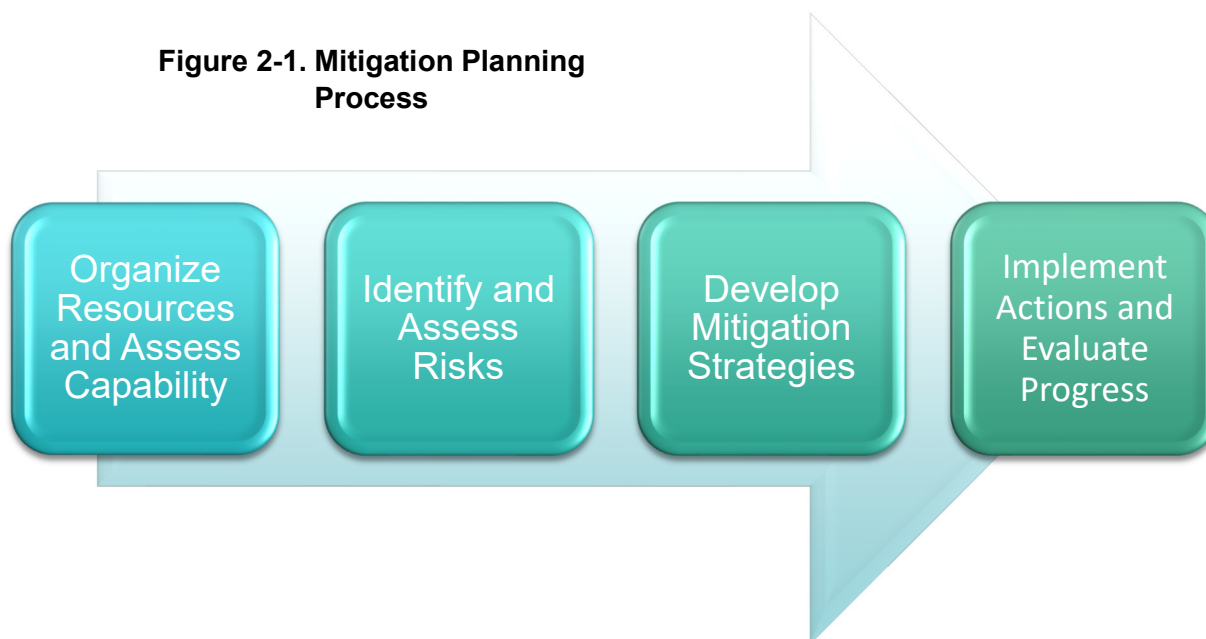 Figure 2-1. Mitigation Planning
Process
Organize
Resources
and Assess
Capability
Identify and
Assess
Risks
Develop
Mitigation
Strategies
Implement
Actions and
Evaluate
Progress